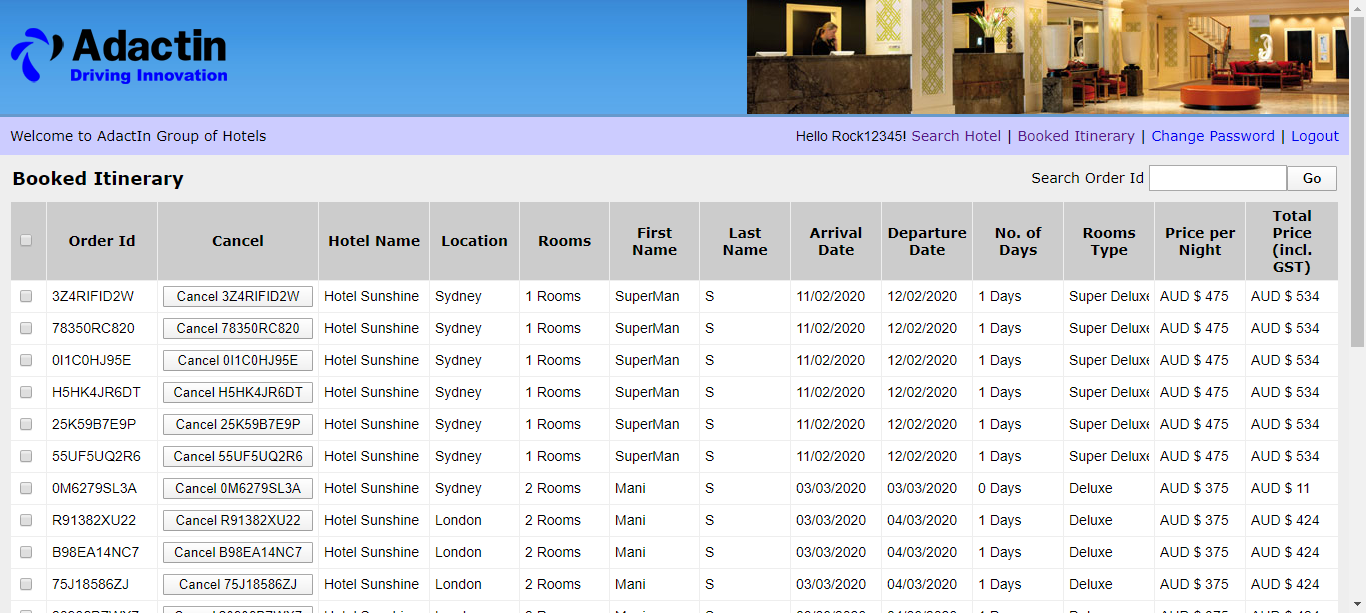 Adactin
Driving Innovation
Welcome to AdactIn Group of Hotels
Hello Rock12345! Search Hotel | Booked Itinerary | Change Password | Logout
Booked Itinerary
Search Order Id Go
Order Id Cancel Hotel Name Location Rooms First Name Last Name Arrival Date Departure Date No. of Days Rooms Type Price per Night Total Price (incl. GST)
3Z4RIFID2W Cancel 3Z4RIFID2W Hotel Sunshine Sydney 1 Rooms SuperMan S 11/02/2020 12/02/2020 1 Days Super Deluxe AUD $ 475 AUD $ 534
78350RC820 Cancel 78350RC820 Hotel Sunshine Sydney 1 Rooms SuperMan S 11/02/2020 12/02/2020 1 Days Super Deluxe AUD $ 475 AUD $ 534
0I1C0HJ95E Cancel 0I1C0HJ95E Hotel Sunshine Sydney 1 Rooms SuperMan S 11/02/2020 12/02/2020 1 Days Super Deluxe AUD $ 475 AUD $ 534
H5HK4JR6DT Cancel H5HK4JR6DT Hotel Sunshine Sydney 1 Rooms SuperMan S 11/02/2020 12/02/2020 1 Days Super Deluxe AUD $ 475 AUD $ 534
25K59B7E9P Cancel 25K59B7E9P Hotel Sunshine Sydney 1 Rooms SuperMan S 11/02/2020 12/02/2020 1 Days Super Deluxe AUD $ 475 AUD $ 534
55UF5UQ2R6 Cancel 55UF5UQ2R6 Hotel Sunshine Sydney 1 Rooms SuperMan S 11/02/2020 12/02/2020 1 Days Super Deluxe AUD $ 475 AUD $ 534
0M6279SL3A Cancel 0M6279SL3A Hotel Sunshine Sydney 2 Rooms Mani S 03/03/2020 03/03/2020 0 Days Deluxe AUD $ 375 AUD $ 11
R91382XU22 Cancel R91382XU22 Hotel Sunshine London 2 Rooms Mani S 03/03/2020 04/03/2020 1 Days Deluxe AUD $ 375 AUD $ 424
B98EA14NC7 Cancel B98EA14NC7 Hotel Sunshine London 2 Rooms Mani S 03/03/2020 04/03/2020 1 Days Deluxe AUD $ 375 AUD $ 424
75J18586ZJ Cancel 75J18586ZJ Hotel Sunshine London 2 Rooms Mani S 03/03/2020 04/03/2020 1 Days Deluxe AUD $ 375 AUD $ 424